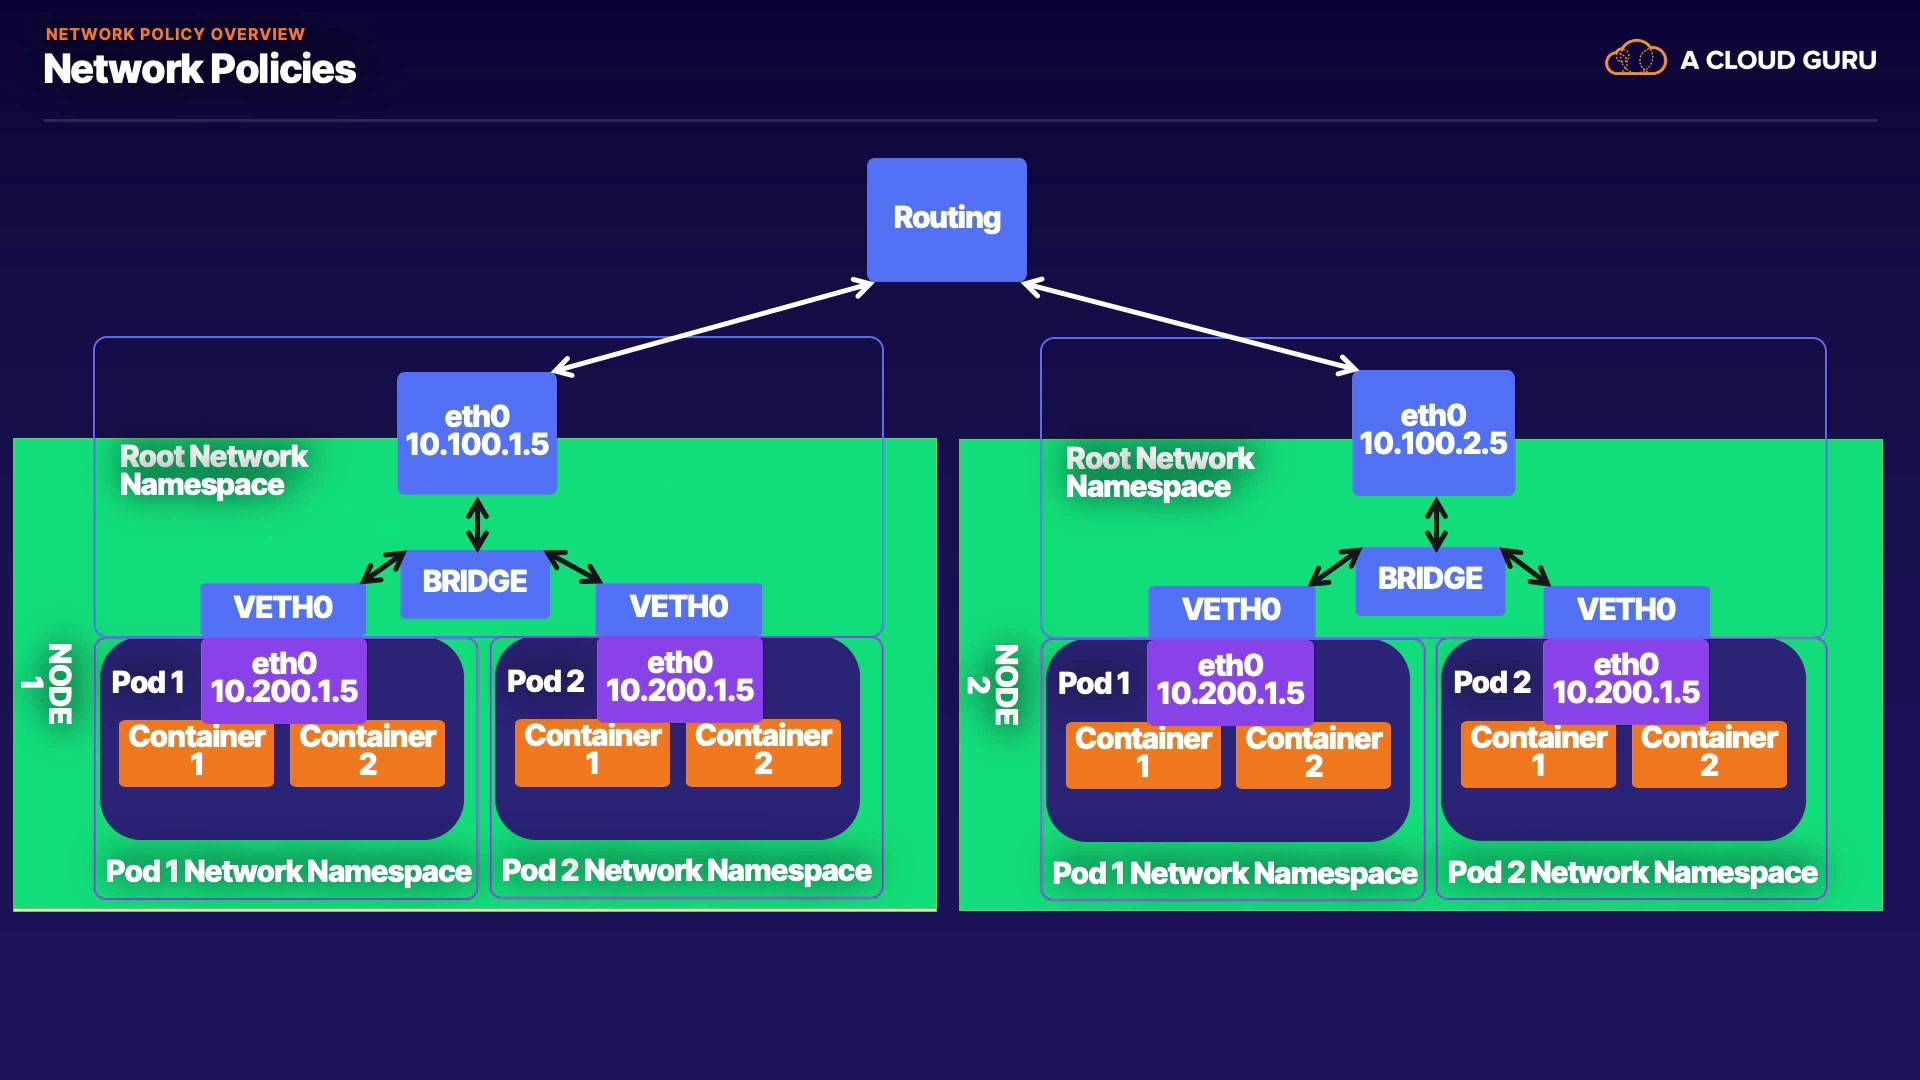 NETWORK POLICY OVERVIEW
Network Policies
A CLOUD GURU
Routing
eth0
10.100.1.5
Root Network
Namespace
BRIDGE
VETH0
VETH0
NODE
1
Pod 1
eth0
10.200.1.5
Container
1
Container
2
Pod 1 Network Namespace
Pod 2
eth0
10.200.1.5
Container
1
Container
2
Pod 2 Network Namespace
eth0
10.100.2.5
Root Network
Namespace
BRIDGE
VETH0
VETH0
NODE
2
Pod 1
eth0
10.200.1.5
Container
1
Container
2
Pod 1 Network Namespace
Pod 2
eth0
10.200.1.5
Container
1
Container
2
Pod 2 Network Namespace